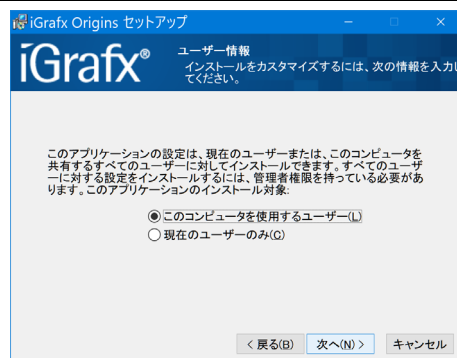 iGrafx Origins セットアップ
iGrafx®
ユーザー情報
インストールをカスタマイズするには、次の情報を入力し
てください。
このアプリケーションの設定は、現在のユーザーまたは、このコンピュータを
共有するすべてのユーザーに対してインストールできます。すべてのユーザ
ーに対する設定をインストールするには、管理者権限を持っている必要があ
ります。このアプリケーションのインストール対象:
このコンピュータを使用するユーザー(L)
現在のユーザーのみ(C)
< 戻る(B) 次へ(N) > キャンセル